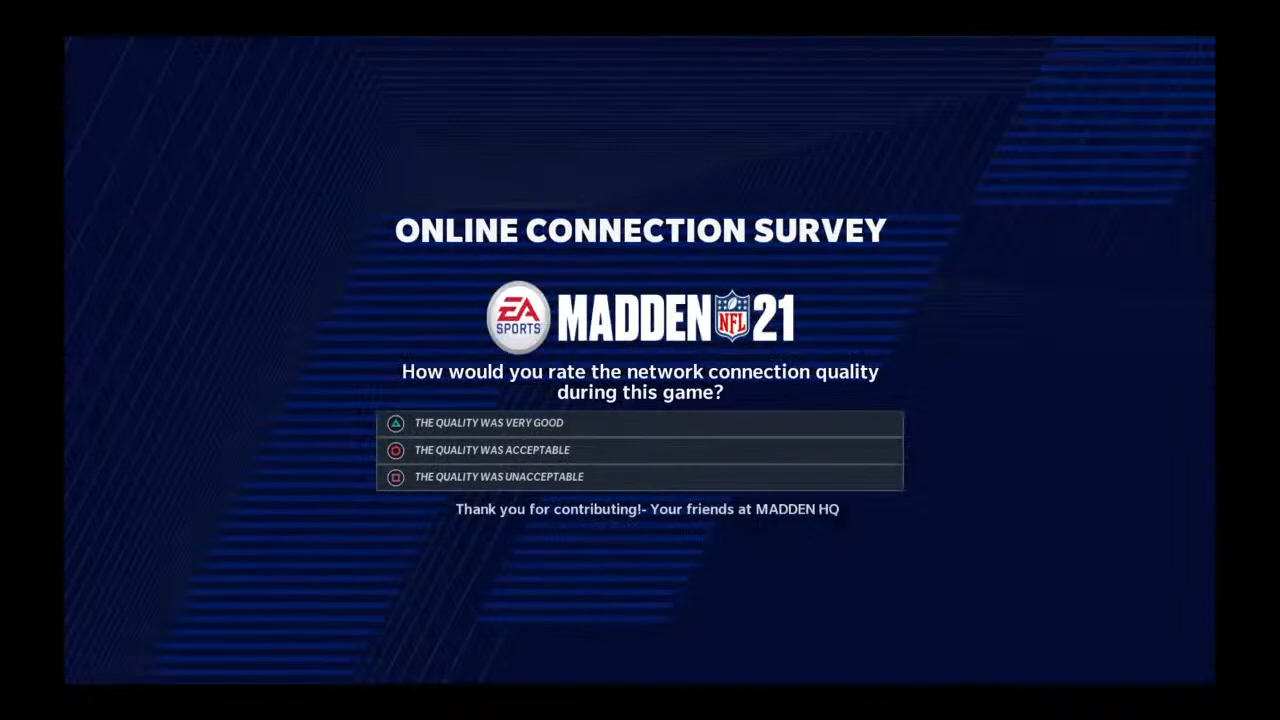 ONLINE CONNECTION SURVEY
EA SPORTS MADDEN NFL 21
How would you rate the network connection quality
during this game?
THE QUALITY WAS VERY GOOD
THE QUALITY WAS ACCEPTABLE
THE QUALITY WAS UNACCEPTABLE
Thank you for contributing!- Your friends at MADDEN HQ